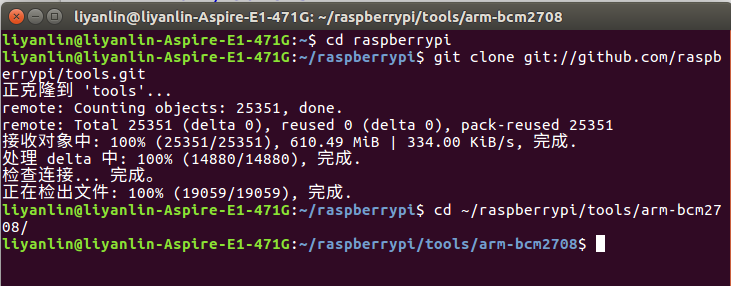 liyanlin@liyanlin-Aspire-E1-471G: ~/raspberrypi/tools/arm-bcm2708
liyanlin@liyanlin-Aspire-E1-471G:~$ cd raspberrypi
liyanlin@liyanlin-Aspire-E1-471G:~/raspberrypi$ git clone git://github.com/raspb
errypi/tools.git
正克隆到 'tools'...
remote: Counting objects: 25351, done.
remote: Total 25351 (delta 0), reused 0 (delta 0), pack-reused 25351
接收对象中: 100% (25351/25351), 610.49 MiB | 334.00 KiB/s, 完成.
处理 delta 中: 100% (14880/14880), 完成.
检查连接... 完成。
正在检出文件: 100% (19059/19059), 完成.
liyanlin@liyanlin-Aspire-E1-471G:~/raspberrypi$ cd ~/raspberrypi/tools/arm-bcm27
08/
liyanlin@liyanlin-Aspire-E1-471G:~/raspberrypi/tools/arm-bcm2708$